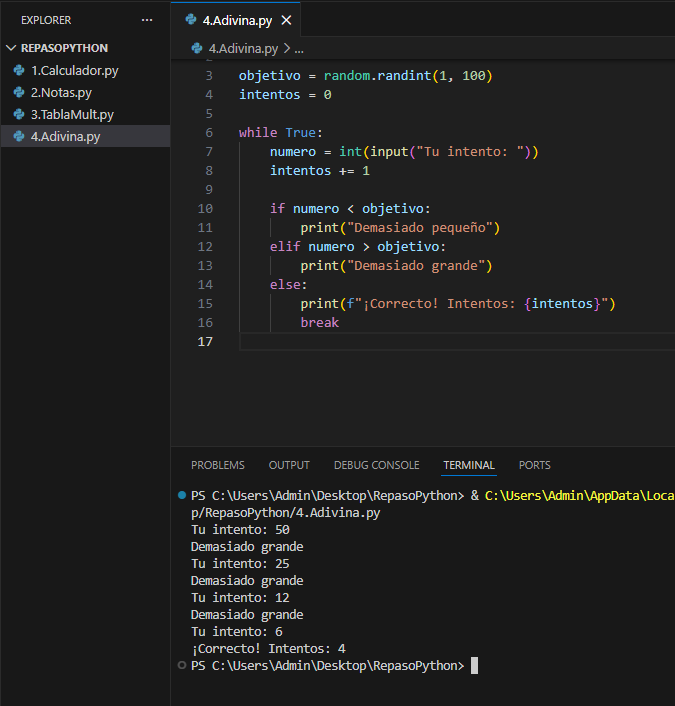 EXPLORER ...
REPASOPYTHON
1.Calculador.py
2.Notas.py
3.TablaMult.py
4.Adivina.py
4.Adivina.py
4.Adivina.py > ...
3 objetivo = random.randint(1, 100)
4 intentos = 0
5
6 while True:
7 numero = int(input("Tu intento: "))
8 intentos += 1
9
10 if numero < objetivo:
11 print("Demasiado pequeño")
12 elif numero > objetivo:
13 print("Demasiado grande")
14 else:
15 print(f"¡Correcto! Intentos: {intentos}")
16 break
17
PROBLEMS OUTPUT DEBUG CONSOLE TERMINAL PORTS
PS C:\Users\Admin\Desktop\RepasoPython> & C:\Users\Admin\AppData\Loca
p/RepasoPython/4.Adivina.py
Tu intento: 50
Demasiado grande
Tu intento: 25
Demasiado grande
Tu intento: 12
Demasiado grande
Tu intento: 6
¡Correcto! Intentos: 4
PS C:\Users\Admin\Desktop\RepasoPython>